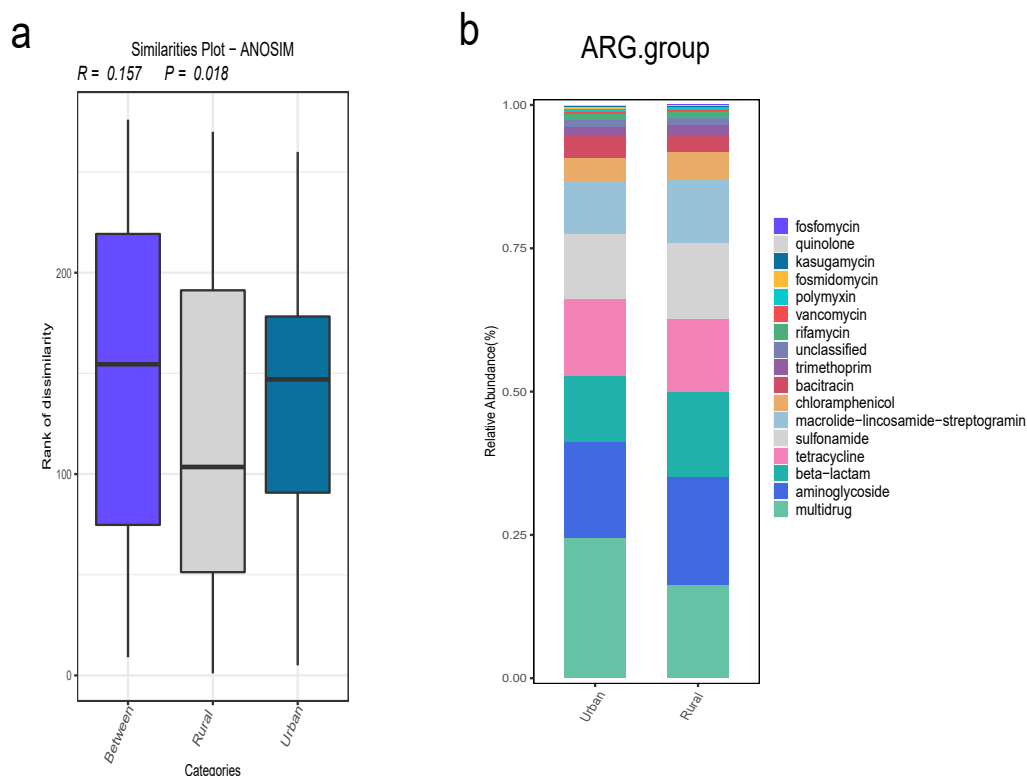 a
Similarities Plot − ANOSIM
R = 0.157 P = 0.018
Rank of dissimilarity
200
100
0
Between
Rural
Urban
Categories
b
ARG.group
Relative Abundance(%)
1.00
0.75
0.50
0.25
0.00
Urban
Rural
fosfomycin
quinolone
kasugamycin
fosmidomycin
polymyxin
vancomycin
rifamycin
unclassified
trimethoprim
bacitracin
chloramphenicol
macrolide−lincosamide−streptogramin
sulfonamide
tetracycline
beta−lactam
aminoglycoside
multidrug